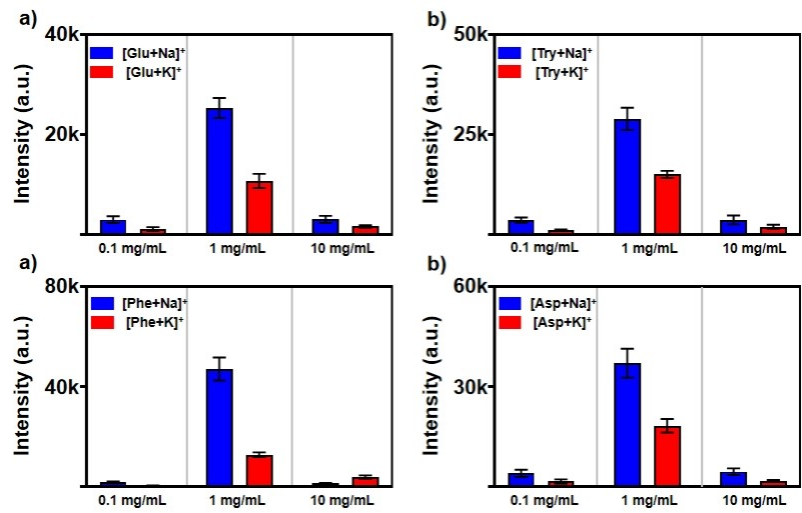 a)
40k
20k
Intensity (a.u.)
[Glu+Na]⁺
[Glu+K]⁺
0.1 mg/mL 1 mg/mL 10 mg/mL
b)
50k
25k
Intensity (a.u.)
[Try+Na]⁺
[Try+K]⁺
0.1 mg/mL 1 mg/mL 10 mg/mL
a)
80k
40k
Intensity (a.u.)
[Phe+Na]⁺
[Phe+K]⁺
0.1 mg/mL 1 mg/mL 10 mg/mL
b)
60k
30k
Intensity (a.u.)
[Asp+Na]⁺
[Asp+K]⁺
0.1 mg/mL 1 mg/mL 10 mg/mL